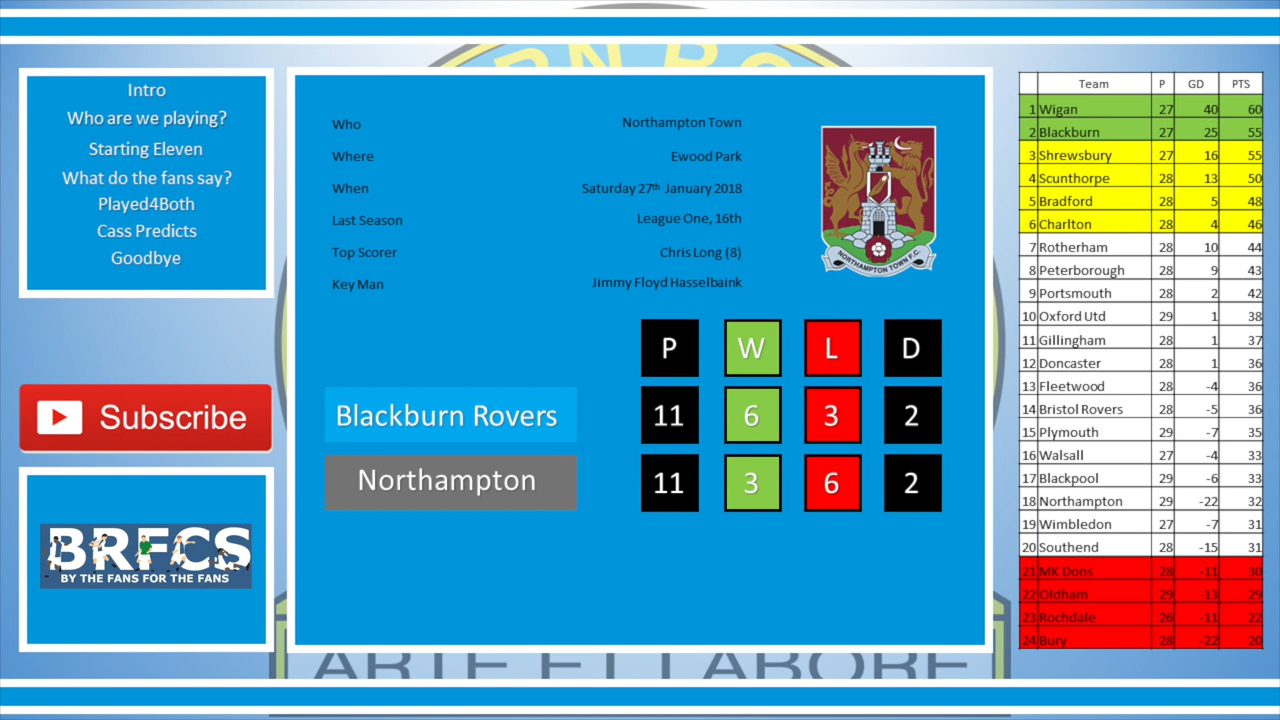 RN RO
Intro
Who are we playing?
Starting Eleven
What do the fans say?
Played4Both
Cass Predicts
Goodbye
Subscribe
BRFCS
BY THE FANS FOR THE FANS
Who Northampton Town
Where Ewood Park
When Saturday 27th January 2018
Last Season League One, 16th
Top Scorer Chris Long (8)
Key Man Jimmy Floyd Hasselbaink
NORTHAMPTON TOWN F.C.
P W L D
Blackburn Rovers 11 6 3 2
Northampton 11 3 6 2
Team P GD PTS
1 Wigan 27 40 60
2 Blackburn 27 25 55
3 Shrewsbury 27 16 55
4 Scunthorpe 28 13 50
5 Bradford 28 5 48
6 Charlton 28 4 46
7 Rotherham 28 10 44
8 Peterborough 28 9 43
9 Portsmouth 28 2 42
10 Oxford Utd 29 1 38
11 Gillingham 28 1 37
12 Doncaster 28 1 36
13 Fleetwood 28 -4 36
14 Bristol Rovers 28 -5 36
15 Plymouth 29 -7 35
16 Walsall 27 -4 33
17 Blackpool 29 -6 33
18 Northampton 29 -22 32
19 Wimbledon 27 -7 31
20 Southend 28 -15 31
21 MK Dons 28 -11 30
22 Oldham 29 -13 29
23 Rochdale 26 -11 22
24 Bury 28 -22 20
ARTE ET LABORE